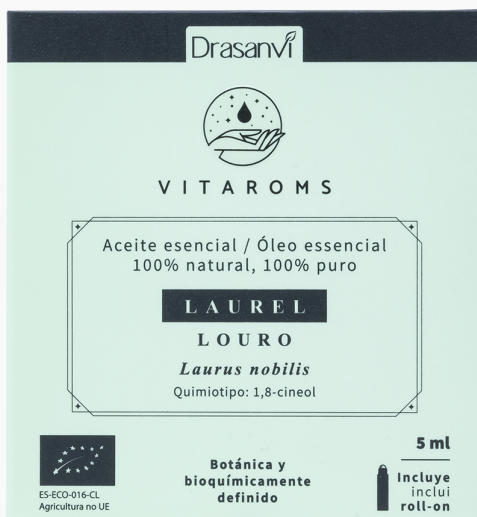 Drasanvi
VITAROMS
Aceite esencial / Óleo essencial
100% natural, 100% puro
LAUREL
LOURO
Laurus nobilis
Quimiotipo: 1,8-cineol
5 ml
Botánica y
bioquímicamente
definido
Incluye
inclui
roll-on
ES-ECO-016-CL
Agricultura no UE